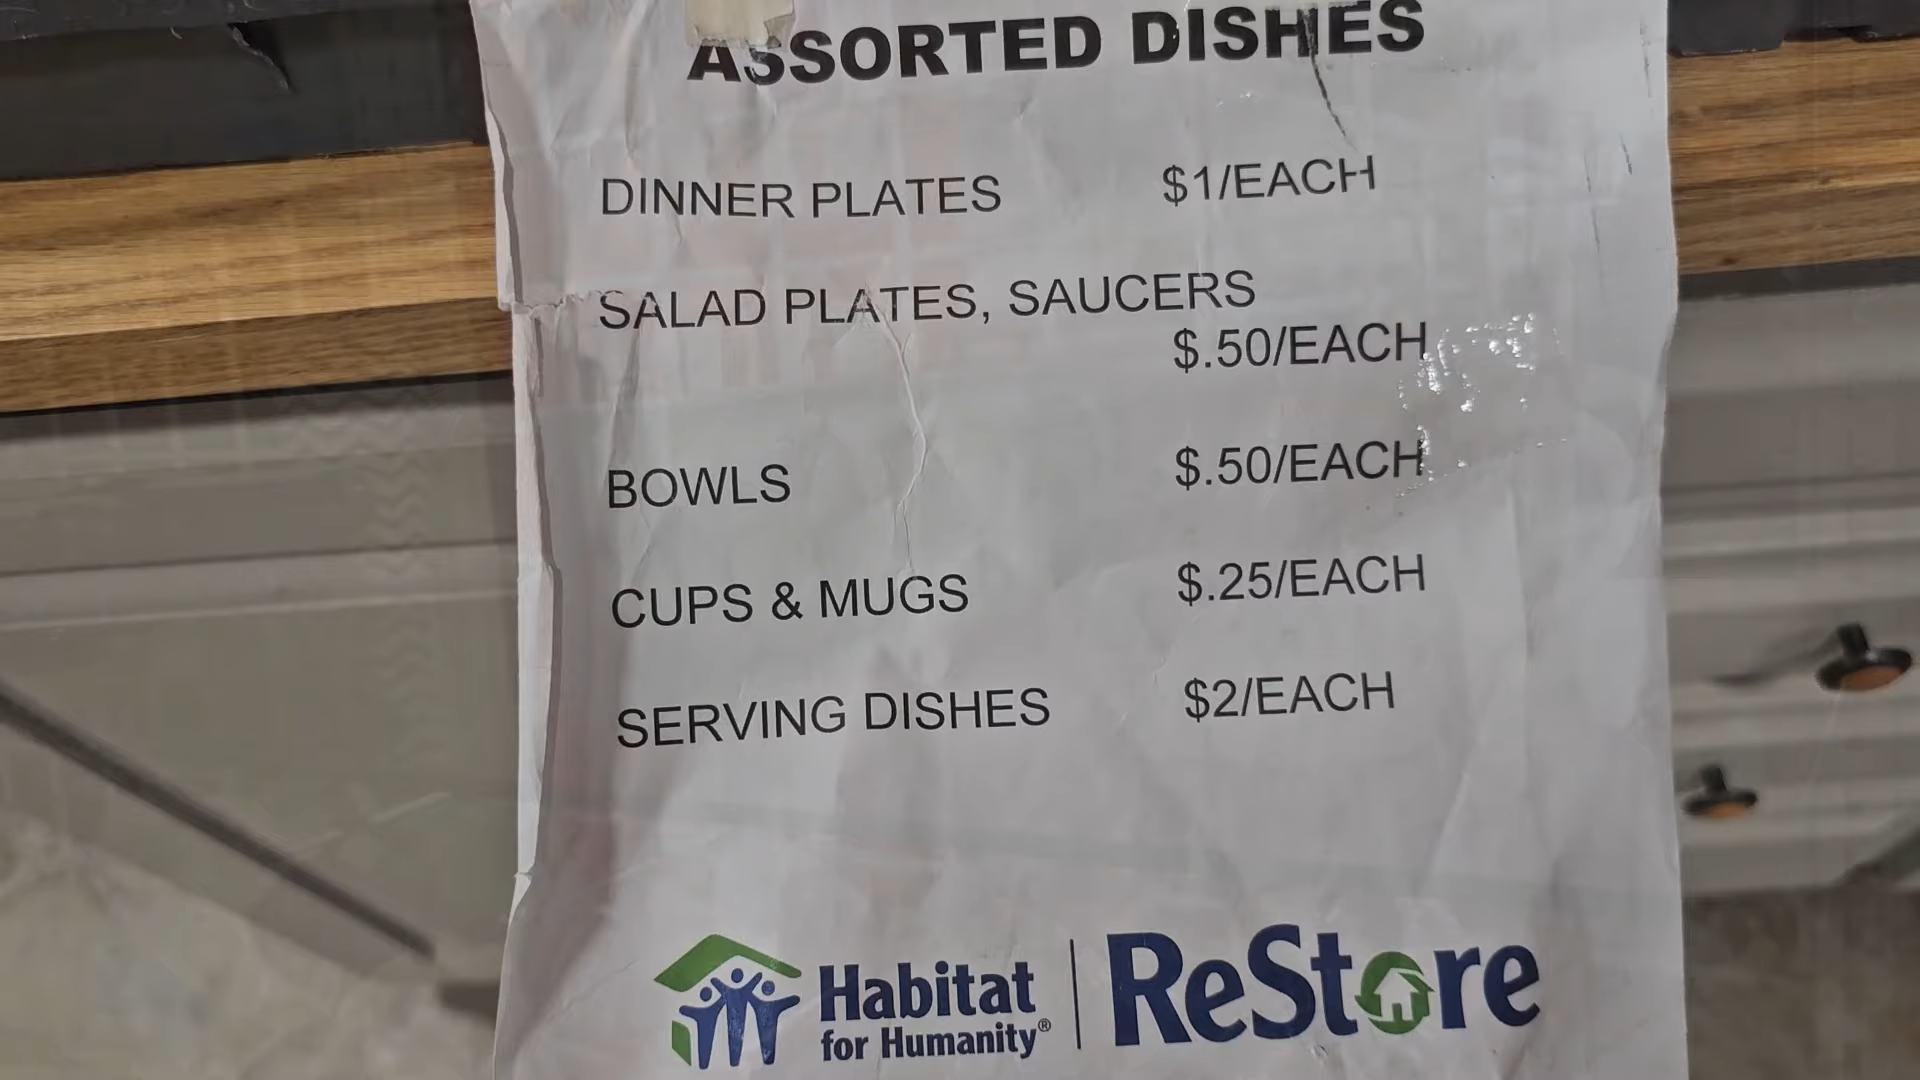 ASSORTED DISHES
DINNER PLATES $1/EACH
SALAD PLATES, SAUCERS
$.50/EACH
BOWLS $.50/EACH
CUPS & MUGS $.25/EACH
SERVING DISHES $2/EACH
Habitat for Humanity® | ReStore